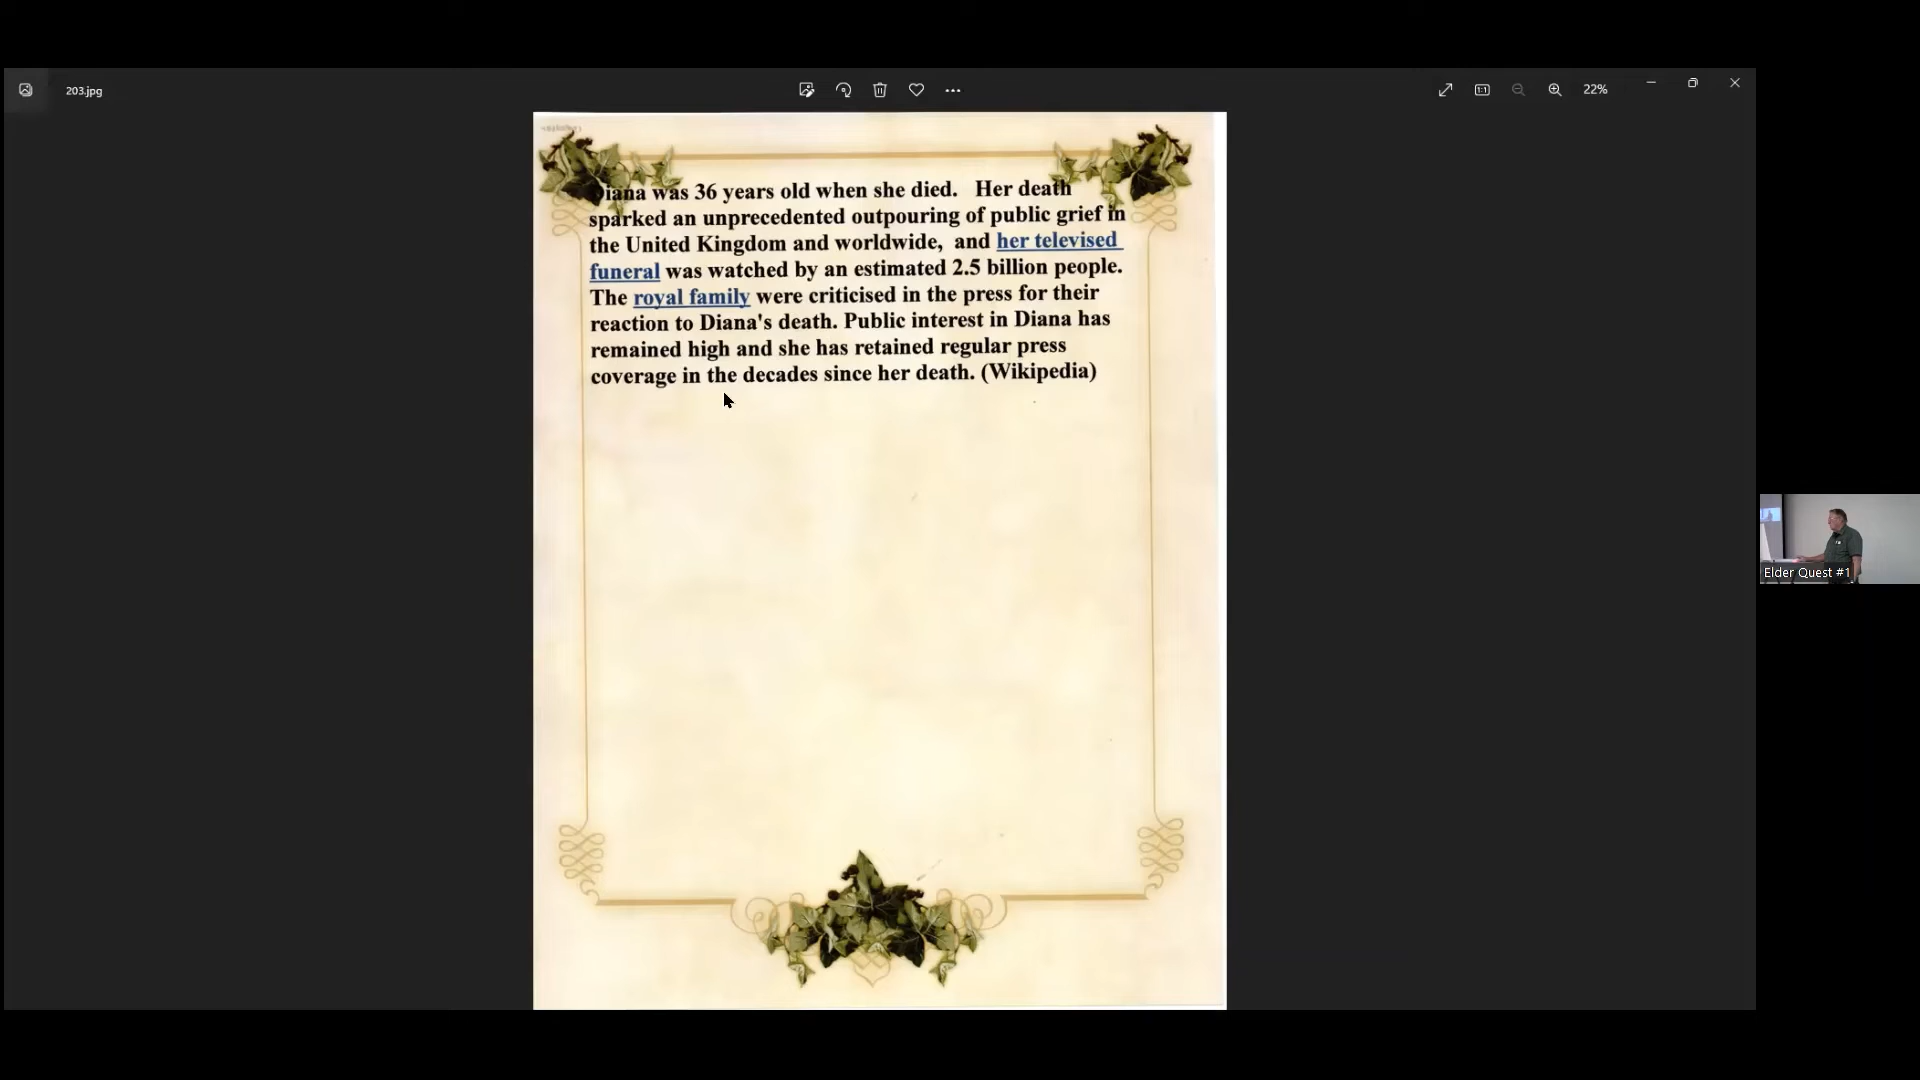 203.jpg
22%
Diana was 36 years old when she died. Her death
sparked an unprecedented outpouring of public grief in
the United Kingdom and worldwide, and her televised
funeral was watched by an estimated 2.5 billion people.
The royal family were criticised in the press for their
reaction to Diana's death. Public interest in Diana has
remained high and she has retained regular press
coverage in the decades since her death. (Wikipedia)
Elder Quest #1